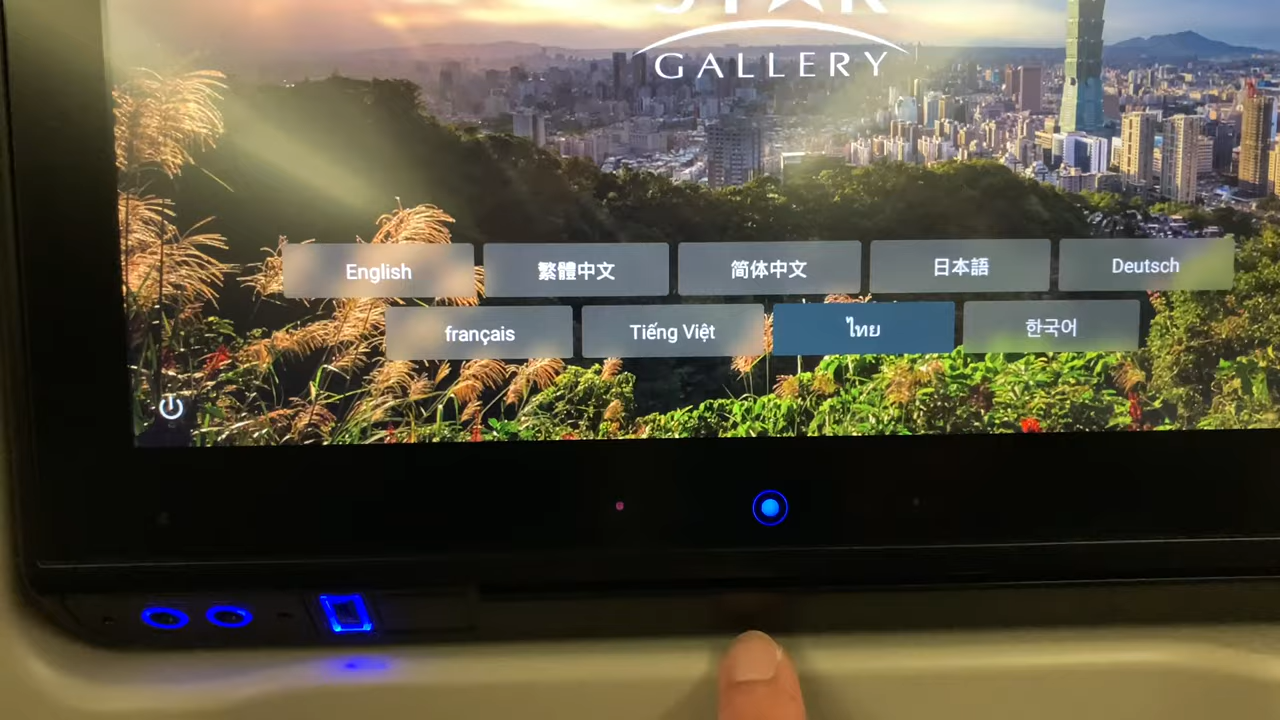 STAR
GALLERY
English 繁體中文 简体中文 日本語 Deutsch
français Tiếng Việt ไทย 한국어